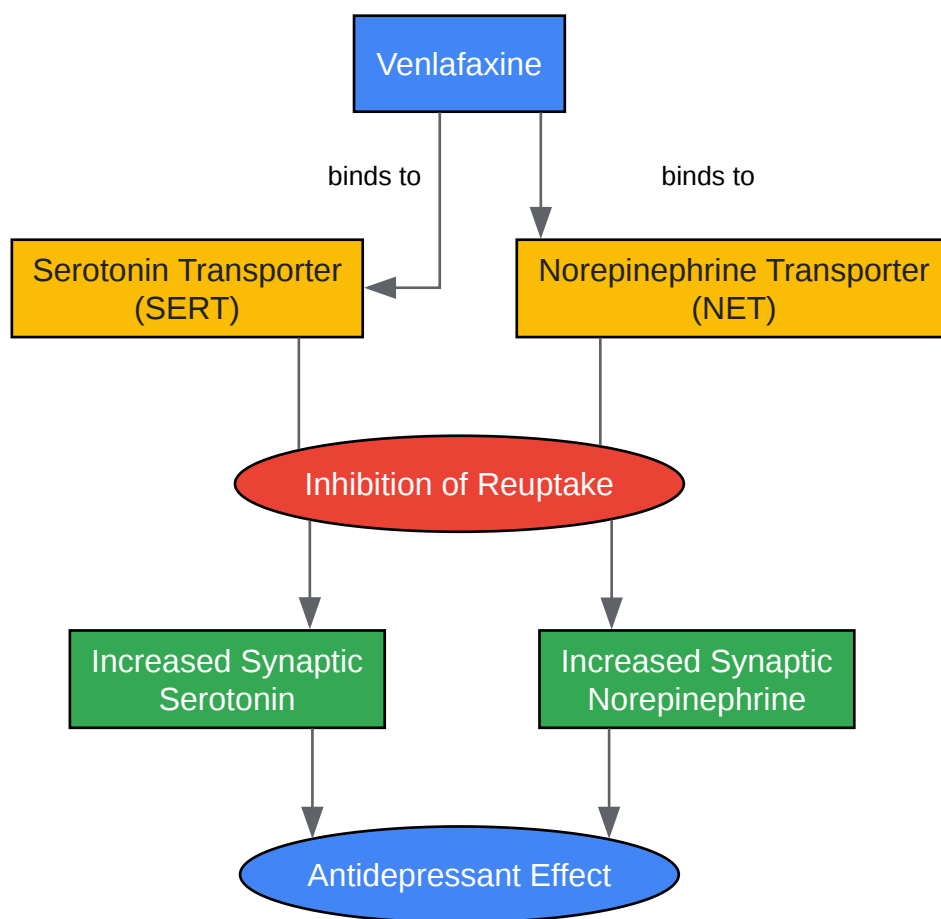 Venlafaxine
binds to
binds to
Serotonin Transporter
(SERT)
Norepinephrine Transporter
(NET)
Inhibition of Reuptake
Increased Synaptic
Serotonin
Increased Synaptic
Norepinephrine
Antidepressant Effect